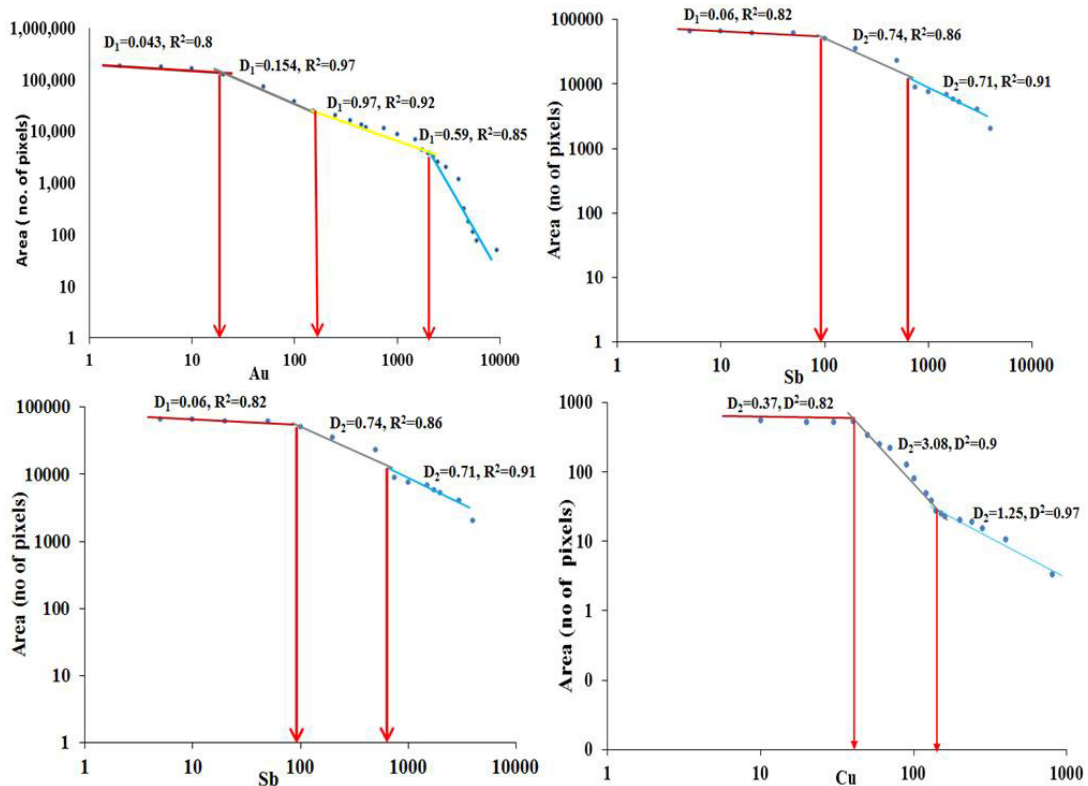 1,000,000
100,000
10,000
1,000
100
10
1
Area ( no. of pixels)
D₁=0.043, R²=0.8
D₁=0.154, R²=0.97
D₁=0.97, R²=0.92
D₁=0.59, R²=0.85
1 10 100 1000 10000
Au
100000
10000
1000
100
10
1
Area (no of pixels)
D₁=0.06, R²=0.82
D₂=0.74, R²=0.86
D₂=0.71, R²=0.91
1 10 100 1000 10000
Sb
100000
10000
1000
100
10
1
Area (no of pixels)
D₁=0.06, R²=0.82
D₂=0.74, R²=0.86
D₂=0.71, R²=0.91
1 10 100 1000 10000
Sb
1000
100
10
1
0
0
Area (no of pixels)
D₂=0.37, D²=0.82
D₂=3.08, D²=0.9
D₂=1.25, D²=0.97
1 10 100 1000
Cu